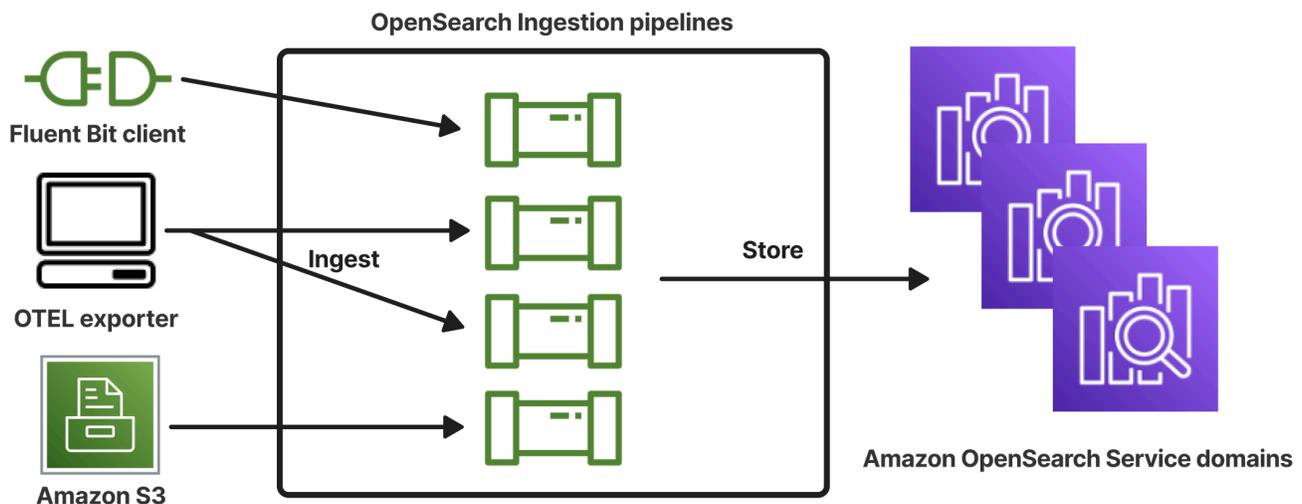 OpenSearch Ingestion pipelines
Fluent Bit client
Ingest
OTEL exporter
Store
Amazon S3
Amazon OpenSearch Service domains